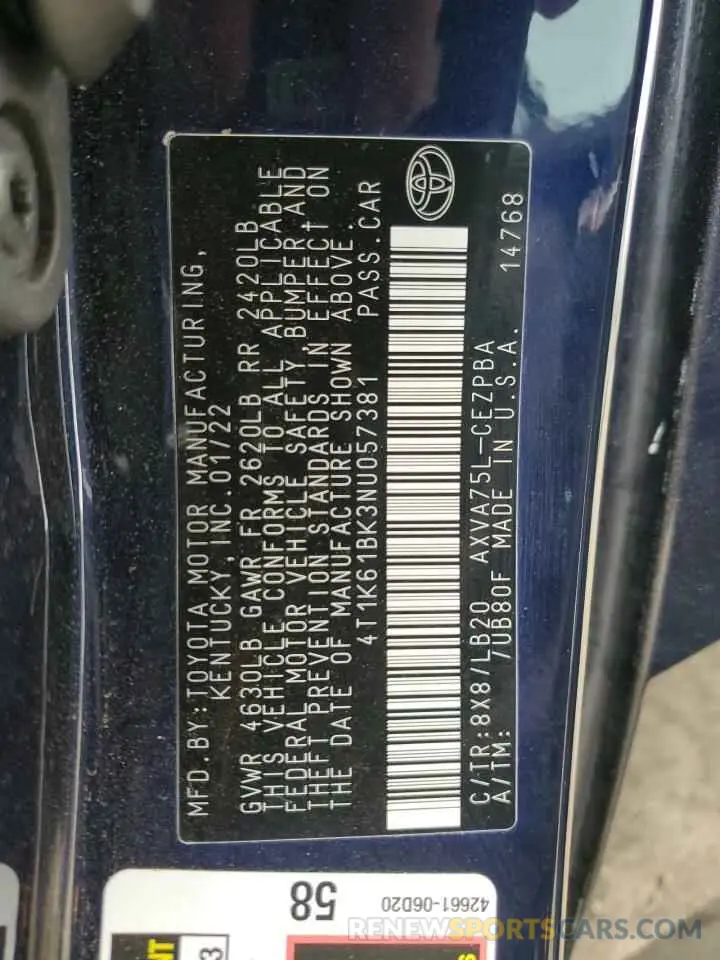 MFD.BY:TOYOTA MOTOR MANUFACTURING,
KENTUCKY, INC.01/22
GVWR 4630LB GAWR FR 2620LB RR 2420LB
THIS VEHICLE CONFORMS TO ALL APPLICABLE
FEDERAL MOTOR VEHICLE SAFETY, BUMPER AND
THEFT PREVENTION STANDARDS IN EFFECT ON
THE DATE OF MANUFACTURE SHOWN ABOVE.
4T1K61BK3NU057381 PASS.CAR
C/TR:8X8/LB20 AXVA75L-CEZPBA
A/TM: /UB80F MADE IN U.S.A. 14768
58
42661-06D20
NT
3
S
RENEWSPORTSCARS.COM